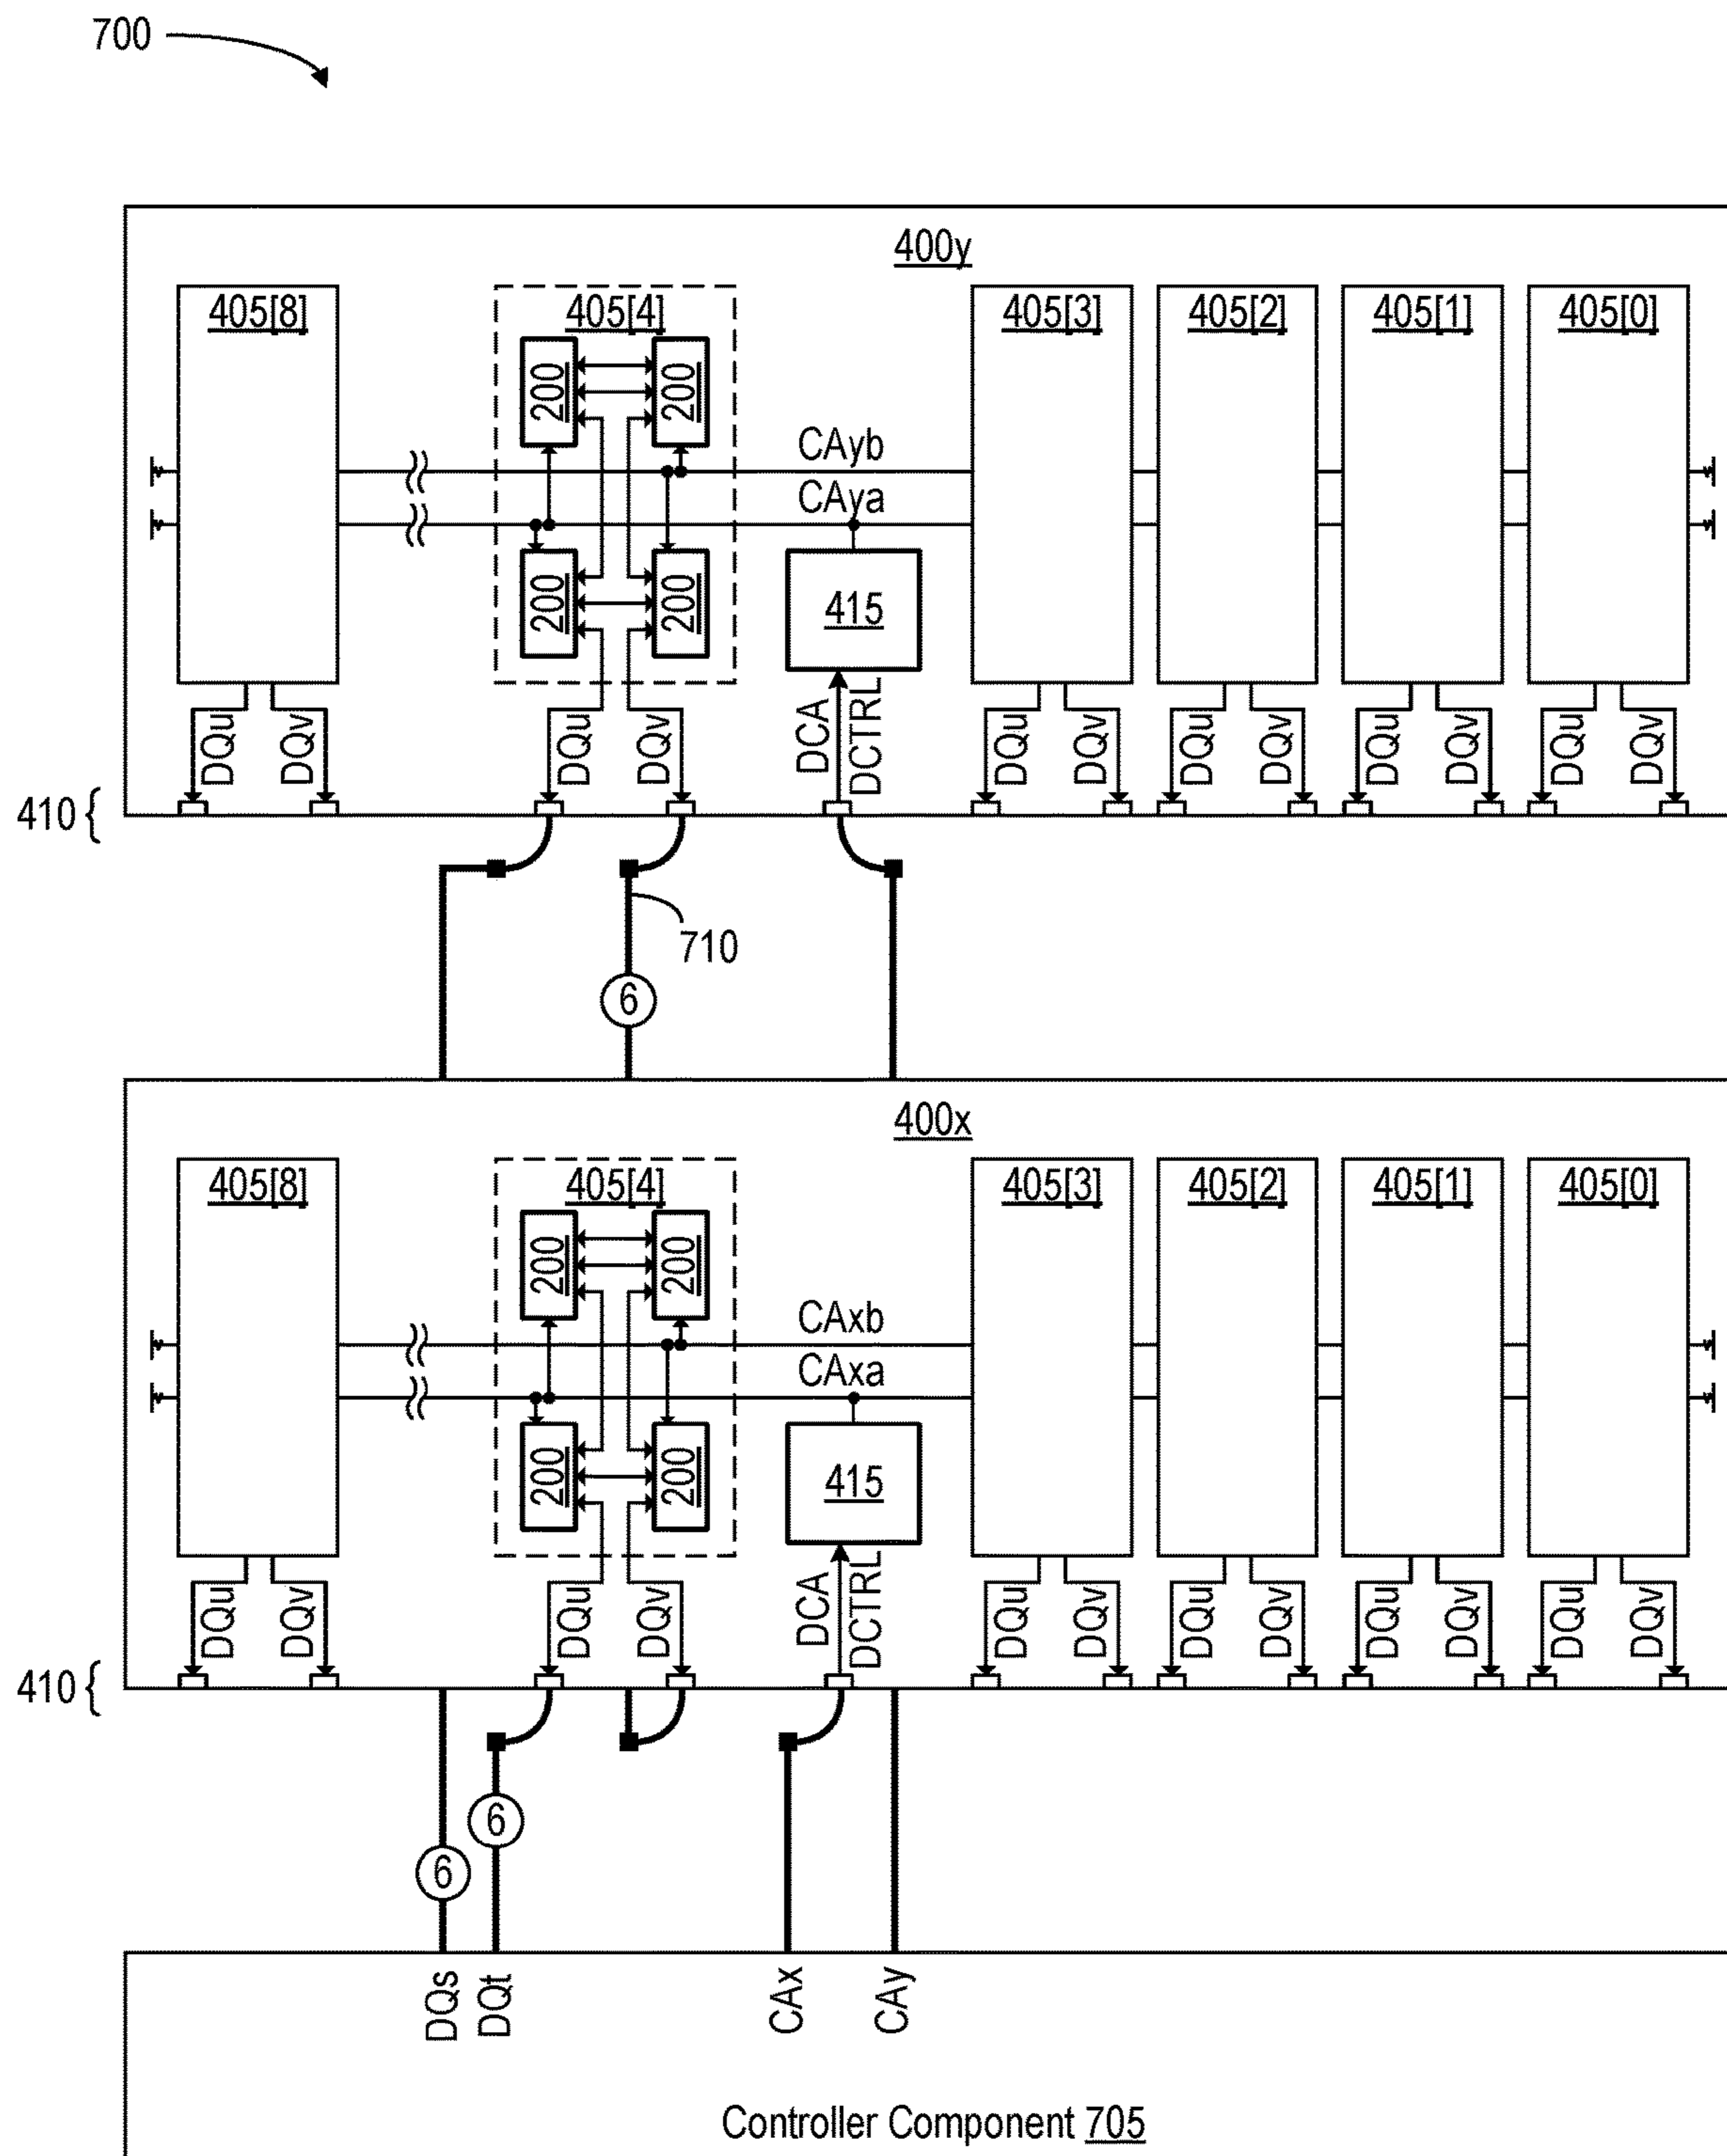 700
400y
405[8] 405[4] 405[3] 405[2] 405[1] 405[0]
200 200
CAyb
CAya
200 200 415
DQu DQv DQu DQv DCA DCTRL DQu DQv DQu DQv DQu DQv DQu DQv
410 {
710
6
400x
405[8] 405[4] 405[3] 405[2] 405[1] 405[0]
200 200
CAxb
CAxa
200 200 415
DQu DQv DQu DQv DCA DCTRL DQu DQv DQu DQv DQu DQv DQu DQv
410 {
6
6
DQs DQt CAx CAy
Controller Component 705